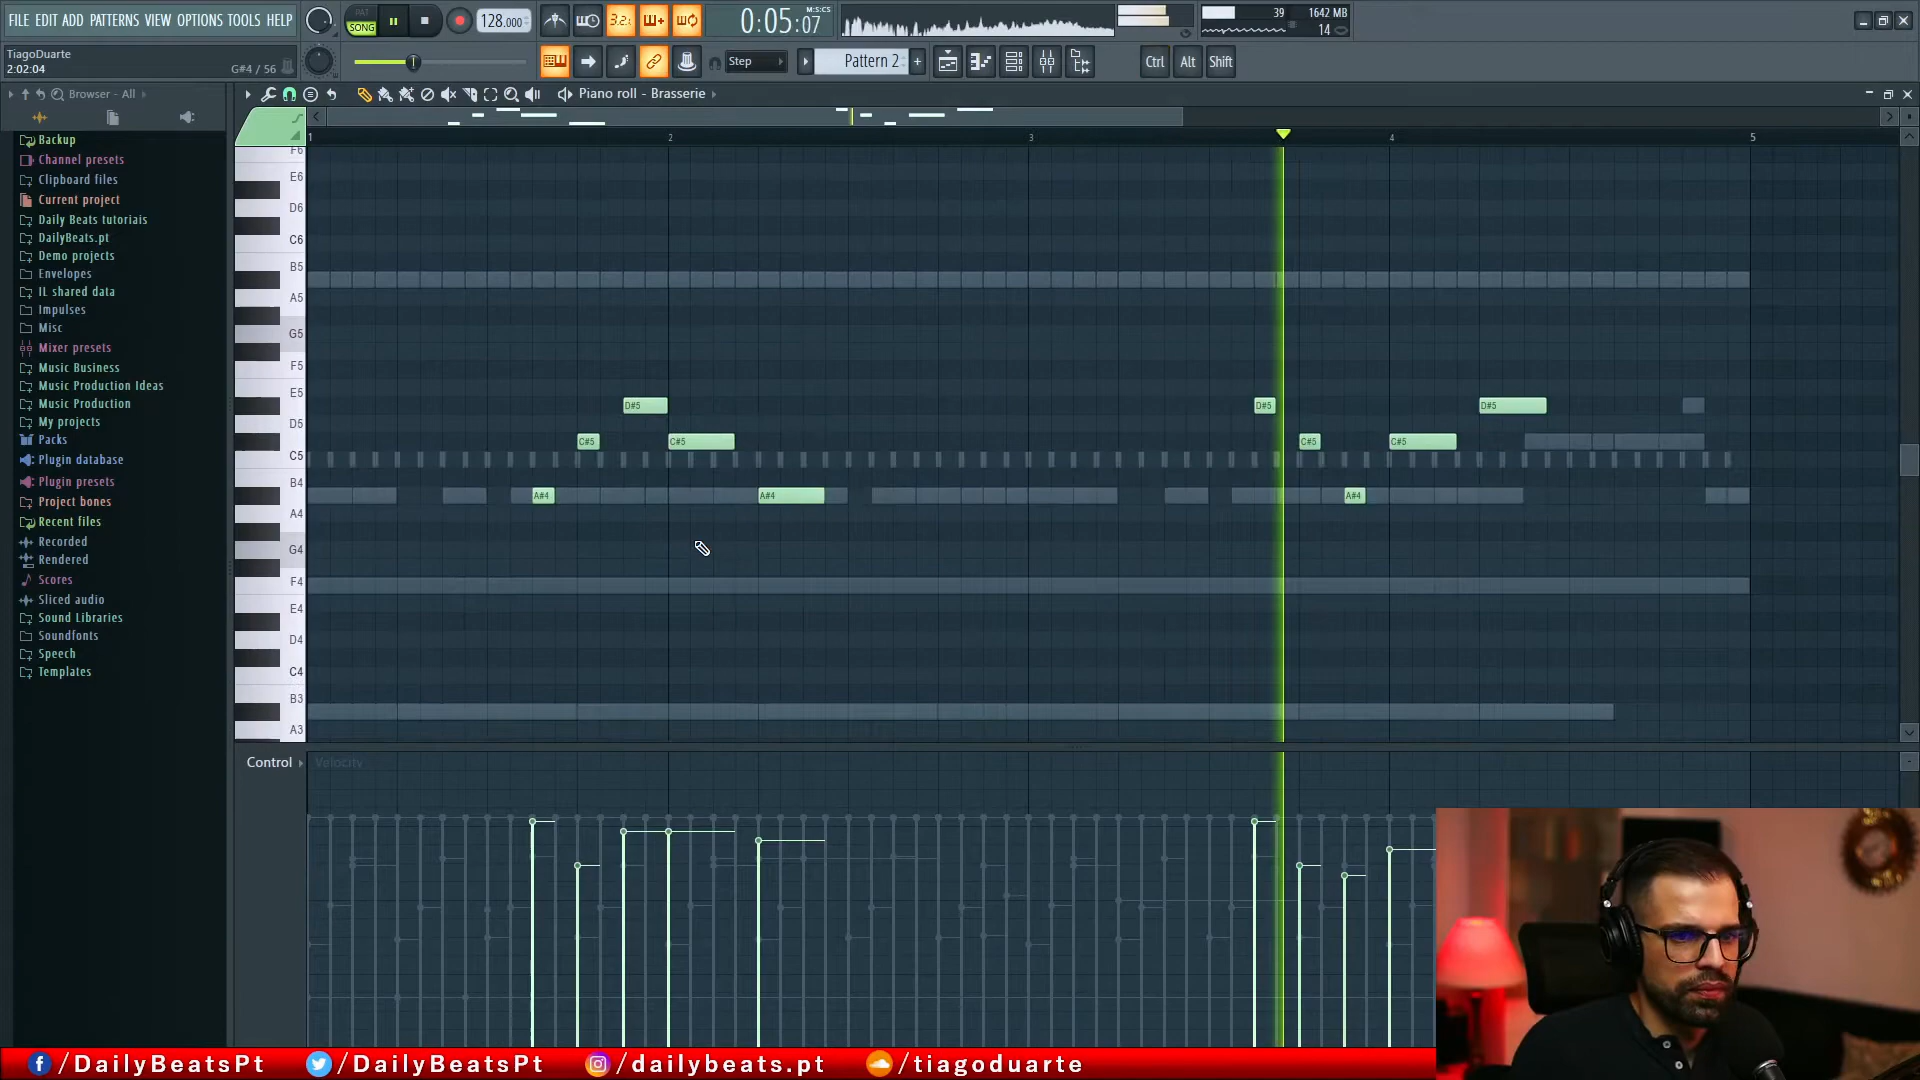 FILE EDIT ADD PATTERNS VIEW OPTIONS TOOLS HELP
PAT
SONG
128.000
3.2.
0:05:07
M:S:CS
39
1642 MB
14
TiagoDuarte
2:02:04
G#4 / 56
Step
Pattern 2
Ctrl
Alt
Shift
Browser - All
Piano roll - Brasserie
Backup
Channel presets
Clipboard files
Current project
Daily Beats tutoriais
DailyBeats.pt
Demo projects
Envelopes
IL shared data
Impulses
Misc
Mixer presets
Music Business
Music Production Ideas
Music Production
My projects
Packs
Plugin database
Plugin presets
Project bones
Recent files
Recorded
Rendered
Scores
Sliced audio
Sound Libraries
Soundfonts
Speech
Templates
1 2 3 4 5
F6
E6
D6
C6
B5
A5
G5
F5
E5
D5
C5
B4
A4
G4
F4
E4
D4
C4
B3
A3
D#5 D#5 D#5
C#5 C#5 C#5 C#5
A#4 A#4 A#4
Control
Velocity
/DailyBeatsPt /DailyBeatsPt /dailybeats.pt /tiagoduarte